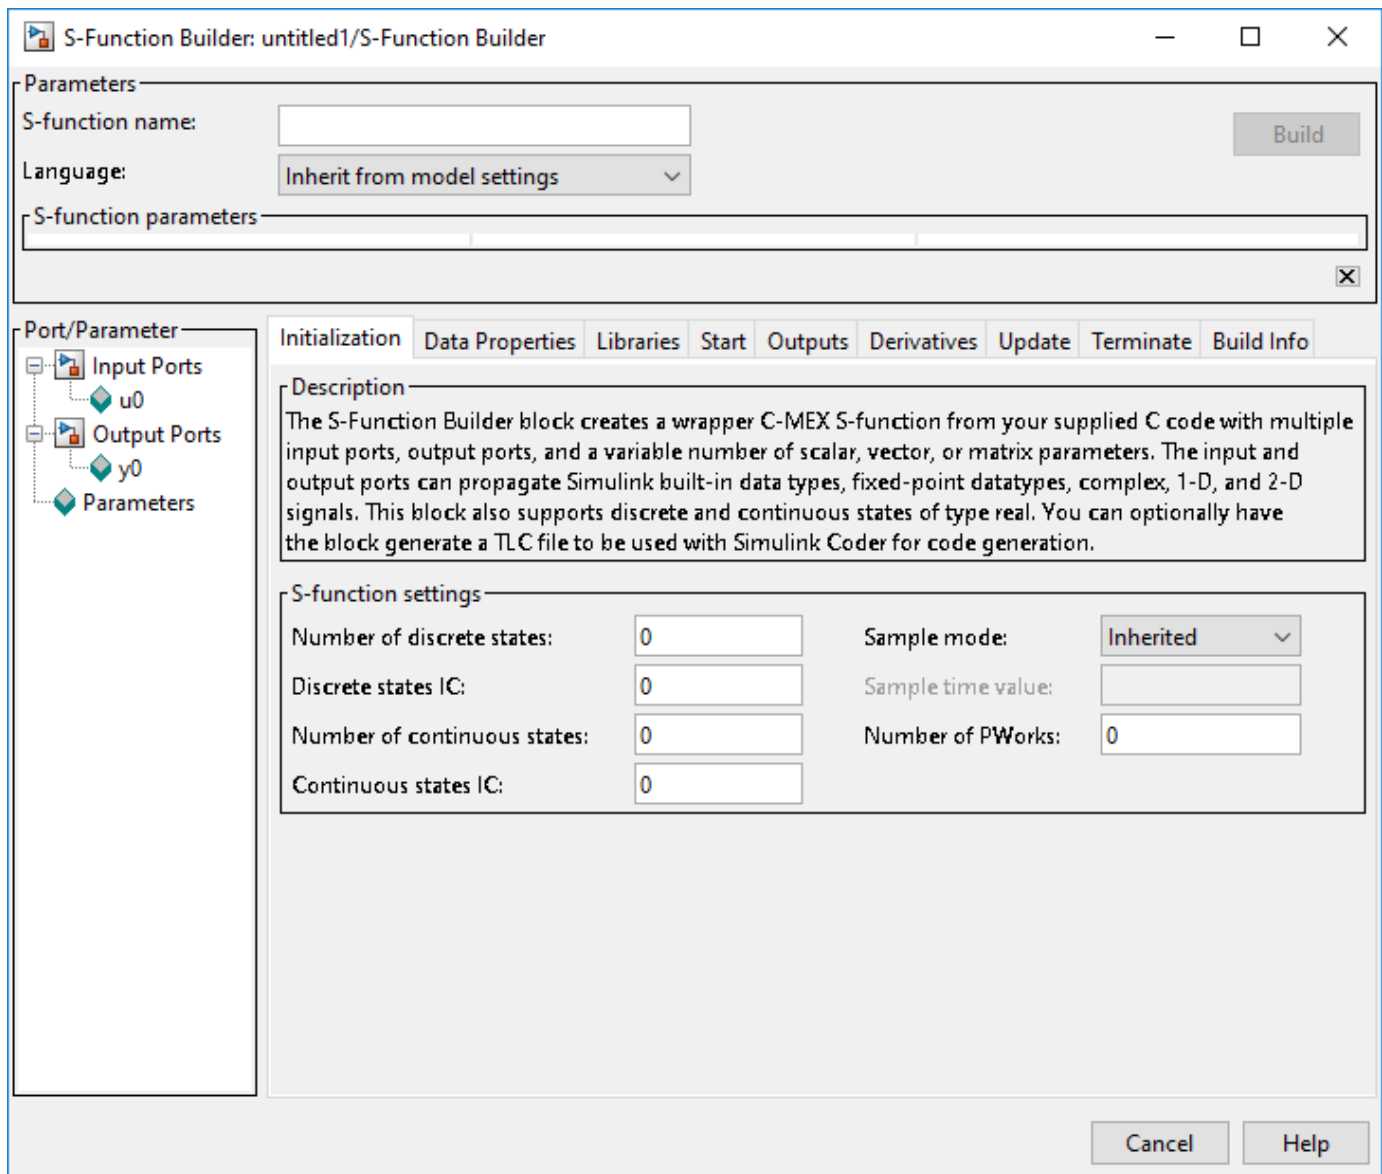 S-Function Builder: untitled1/S-Function Builder
Parameters
S-function name:
Build
Language:
Inherit from model settings
S-function parameters
Port/Parameter
Input Ports
u0
Output Ports
y0
Parameters
Initialization Data Properties Libraries Start Outputs Derivatives Update Terminate Build Info
Description
The S-Function Builder block creates a wrapper C-MEX S-function from your supplied C code with multiple
input ports, output ports, and a variable number of scalar, vector, or matrix parameters. The input and
output ports can propagate Simulink built-in data types, fixed-point datatypes, complex, 1-D, and 2-D
signals. This block also supports discrete and continuous states of type real. You can optionally have
the block generate a TLC file to be used with Simulink Coder for code generation.
S-function settings
Number of discrete states: 0 Sample mode: Inherited
Discrete states IC: 0 Sample time value:
Number of continuous states: 0 Number of PWorks: 0
Continuous states IC: 0
Cancel Help